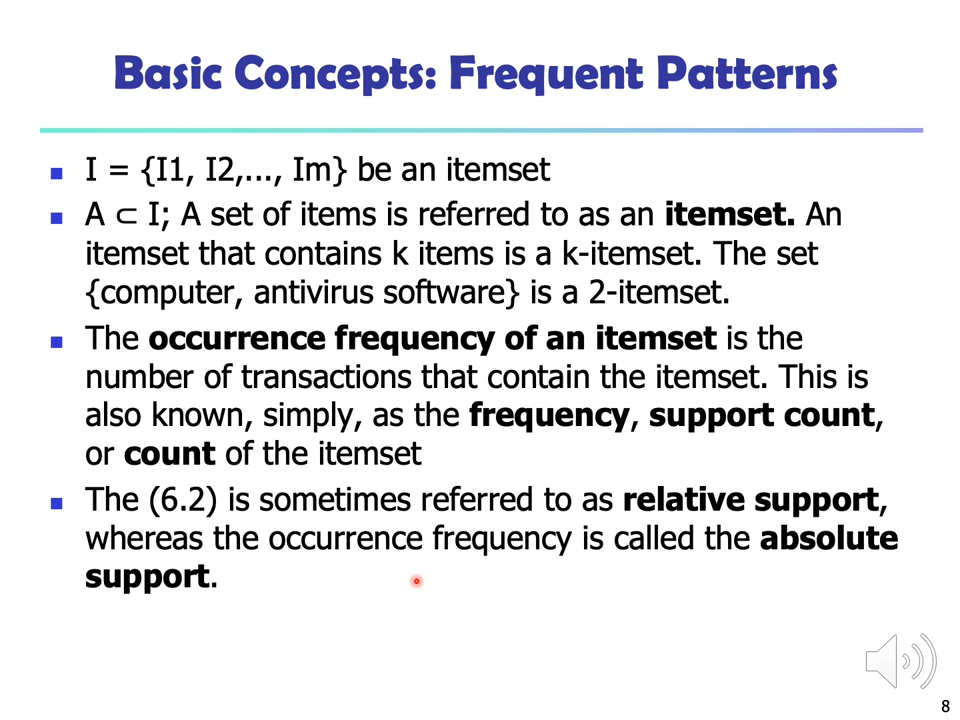 Basic Concepts: Frequent Patterns
I = {I1, I2,..., Im} be an itemset
A ⊂ I; A set of items is referred to as an itemset. An
itemset that contains k items is a k-itemset. The set
{computer, antivirus software} is a 2-itemset.
The occurrence frequency of an itemset is the
number of transactions that contain the itemset. This is
also known, simply, as the frequency, support count,
or count of the itemset
The (6.2) is sometimes referred to as relative support,
whereas the occurrence frequency is called the absolute
support.
8